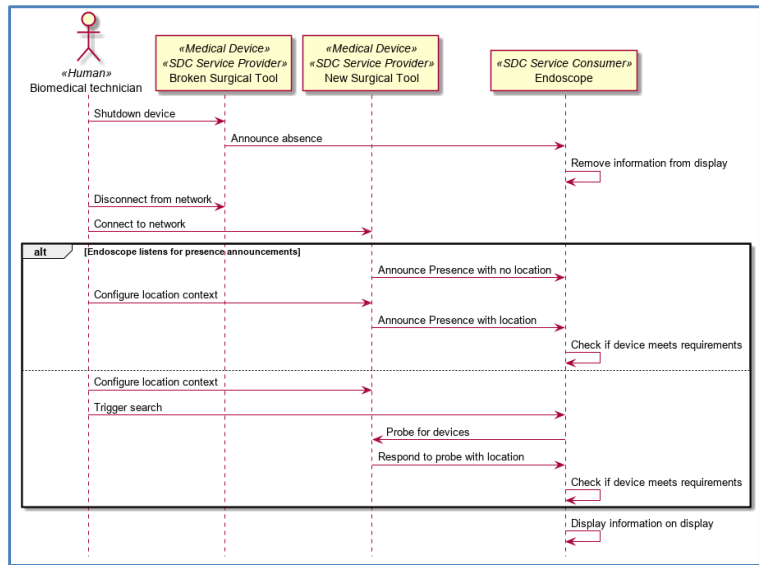 «Human»
Biomedical technician
«Medical Device»
«SDC Service Provider»
Broken Surgical Tool
«Medical Device»
«SDC Service Provider»
New Surgical Tool
«SDC Service Consumer»
Endoscope
Shutdown device
Announce absence
Remove information from display
Disconnect from network
Connect to network
alt
[Endoscope listens for presence announcements]
Announce Presence with no location
Configure location context
Announce Presence with location
Check if device meets requirements
Configure location context
Trigger search
Probe for devices
Respond to probe with location
Check if device meets requirements
Display information on display